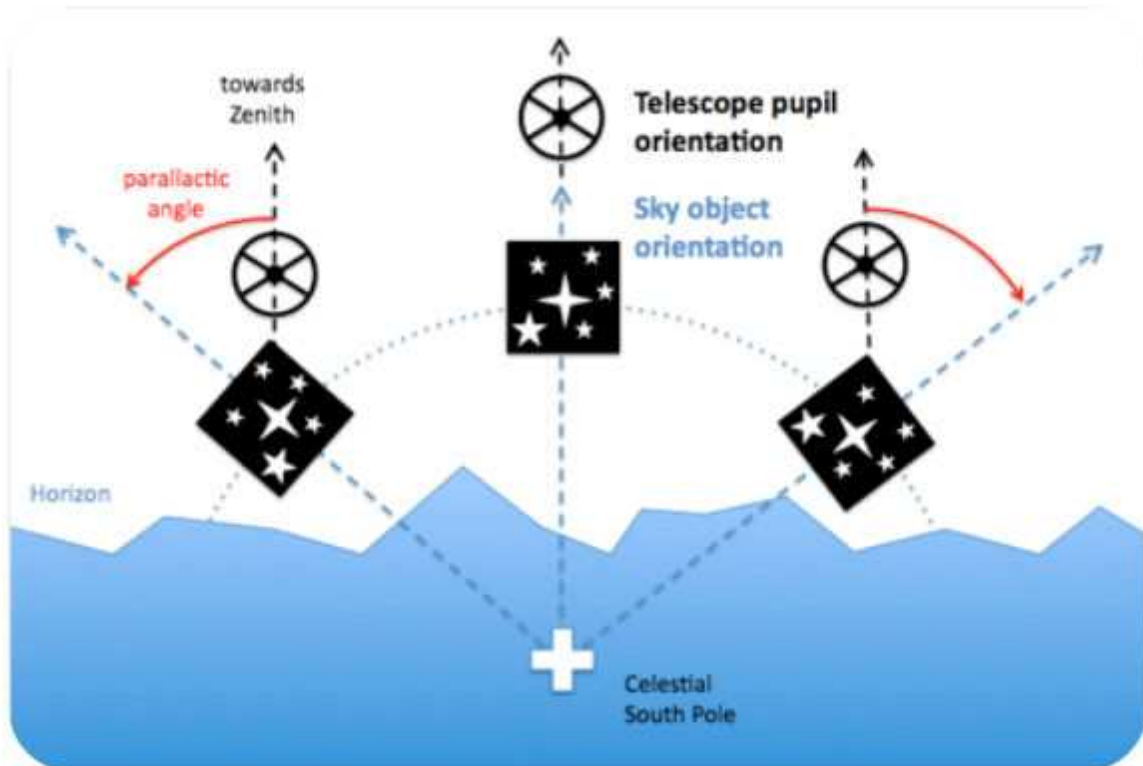 towards
Zenith
parallactic
angle
Telescope pupil
orientation
Sky object
orientation
Horizon
Celestial
South Pole